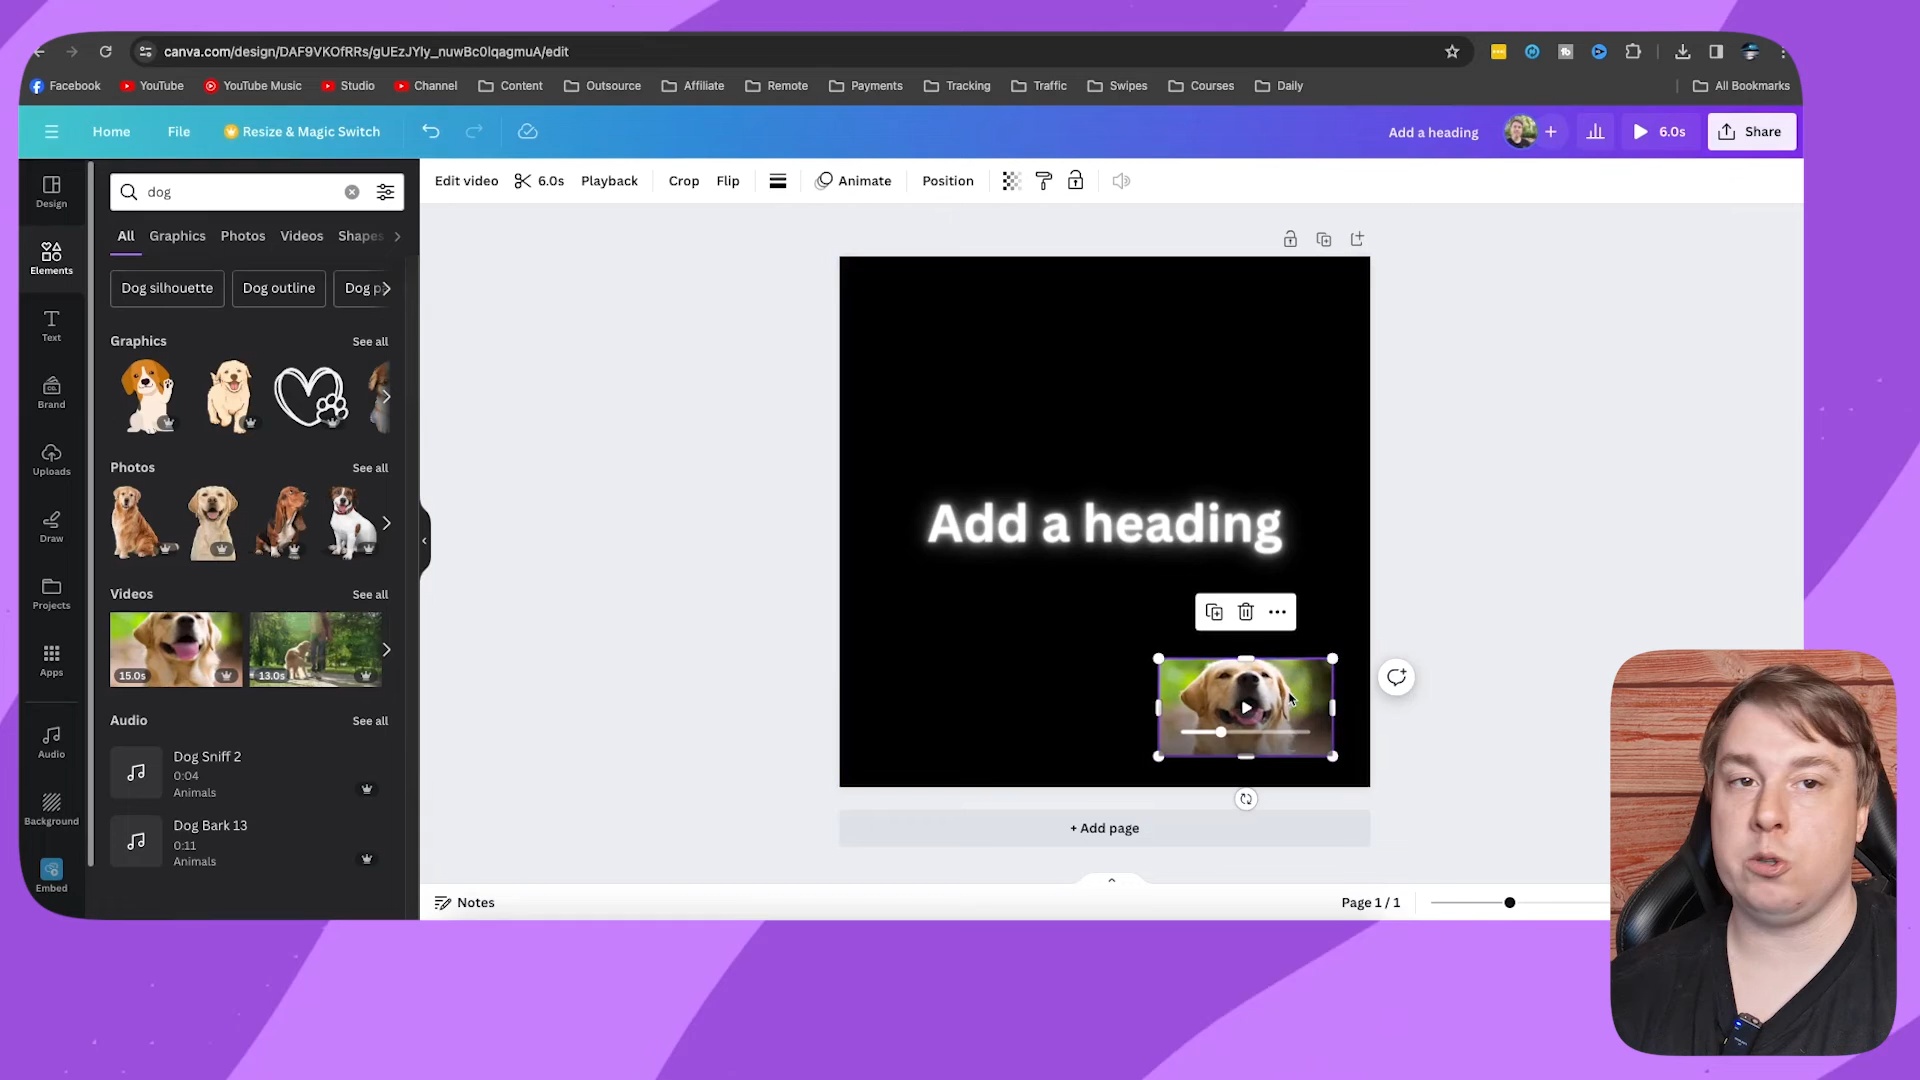 canva.com/design/DAF9VKOfRRs/gUEzJYly_nuwBc0lqagmuA/edit
Facebook YouTube YouTube Music Studio Channel Content Outsource Affiliate Remote Payments Tracking Traffic Swipes Courses Daily All Bookmarks
Home File Resize & Magic Switch Add a heading 6.0s Share
Design
Elements
Text
Brand
Uploads
Draw
Projects
Apps
Audio
Background
Embed
dog
All Graphics Photos Videos Shapes
Dog silhouette Dog outline Dog
Graphics See all
Photos See all
Videos See all
15.0s 13.0s
Audio See all
Dog Sniff 2
0:04
Animals
Dog Bark 13
0:11
Animals
Edit video 6.0s Playback Crop Flip Animate Position
Add a heading
+ Add page
Notes Page 1 / 1